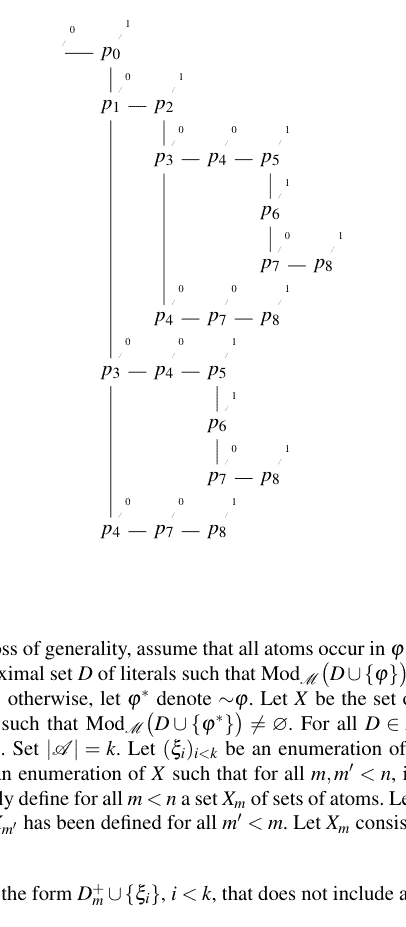 0 1
p0
0 1
p1 — p2
0 0 1
p3 — p4 — p5
1
p6
0 1
p7 — p8
0 0 1
p4 — p7 — p8
0 0 1
p3 — p4 — p5
1
p6
0 1
p7 — p8
0 0 1
p4 — p7 — p8
oss of generality, assume that all atoms occur in φ
ximal set D of literals such that Mod_ℳ(D ∪ {φ})
otherwise, let φ* denote ∼φ. Let X be the set o
such that Mod_ℳ(D ∪ {φ*}) ≠ ∅. For all D ∈
. Set |𝒜| = k. Let (ξi)i<k be an enumeration of
an enumeration of X such that for all m, m′ < n, i
ly define for all m < n a set Xm of sets of atoms. Le
Xm′ has been defined for all m′ < m. Let Xm consis
the form D+m ∪ {ξi}, i < k, that does not include a